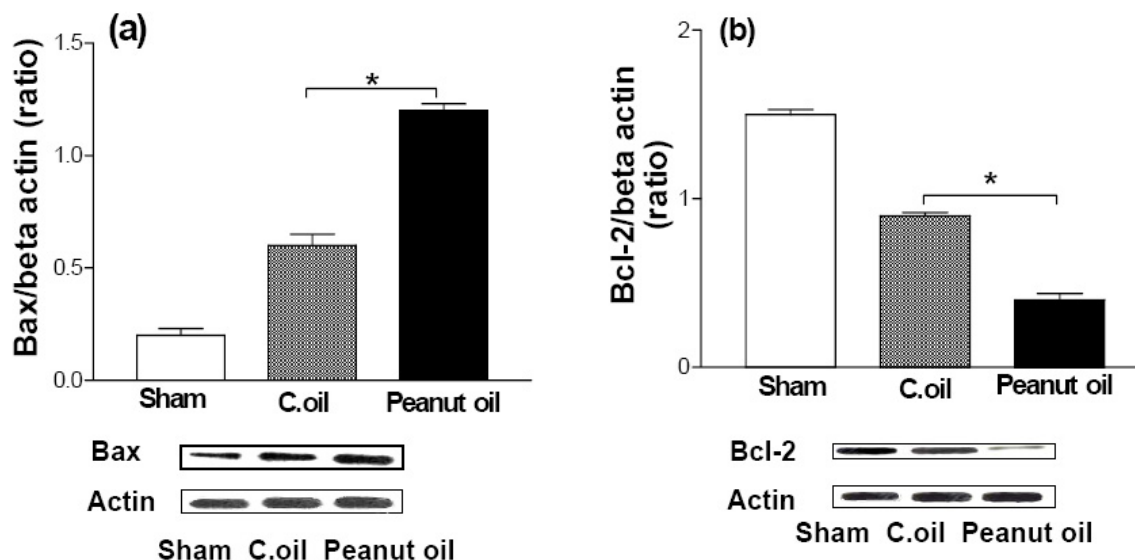 (a)
Bax/beta actin (ratio)
1.5
1.0
0.5
0.0
*
Sham C.oil Peanut oil
Bax
Actin
Sham C.oil Peanut oil
(b)
Bcl-2/beta actin
(ratio)
2
1
0
*
Sham C.oil Peanut oil
Bcl-2
Actin
Sham C.oil Peanut oil